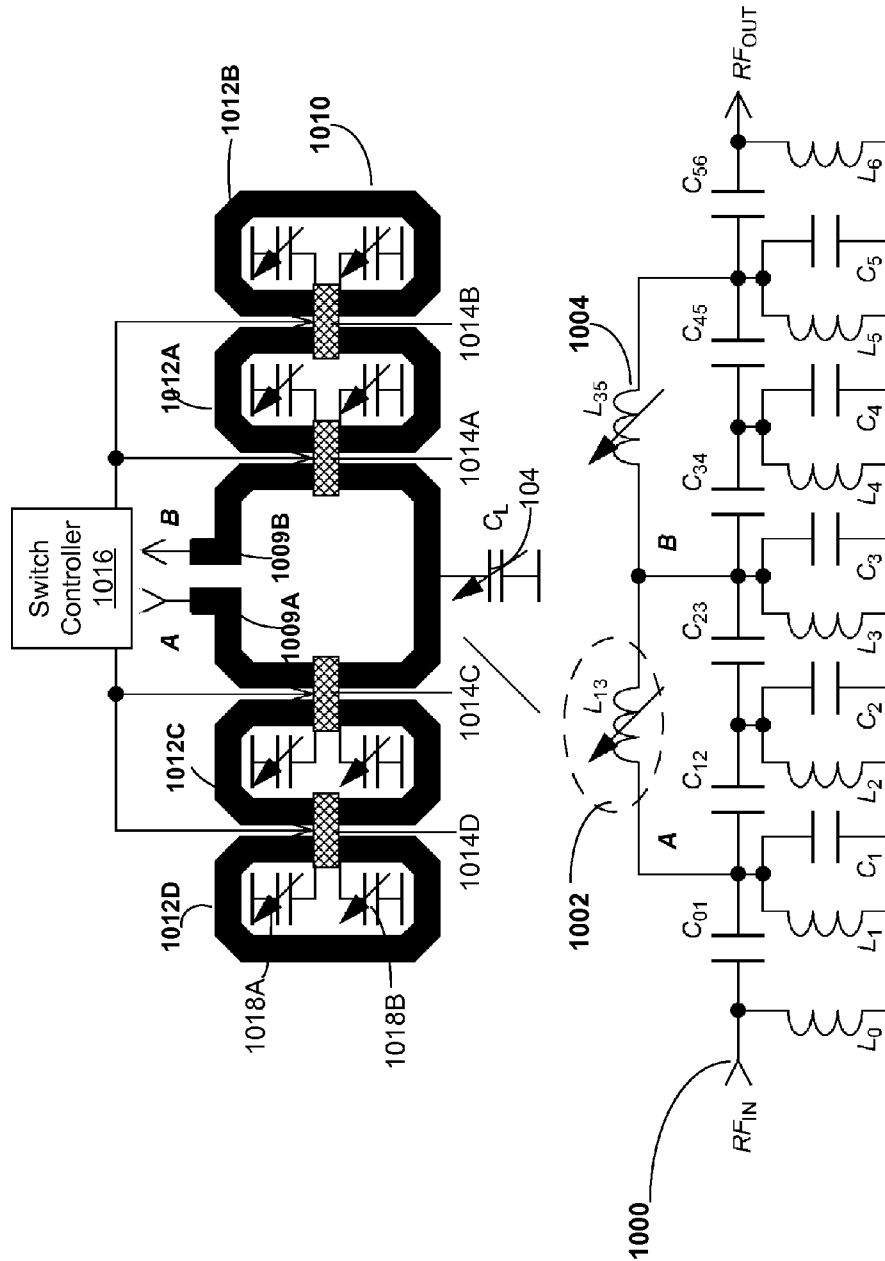 Switch
Controller
1016
A
B
1009A
1009B
1012A
1012B
1010
1012C
1012D
1014A
1014B
1014C
1014D
1018A
1018B
C_L
104
1002
L_13
L_35
1004
A
B
1000
RF_IN
C_01
C_12
C_23
C_34
C_45
C_56
RF_OUT
L_0
L_1
C_1
L_2
C_2
L_3
C_3
L_4
C_4
L_5
C_5
L_6